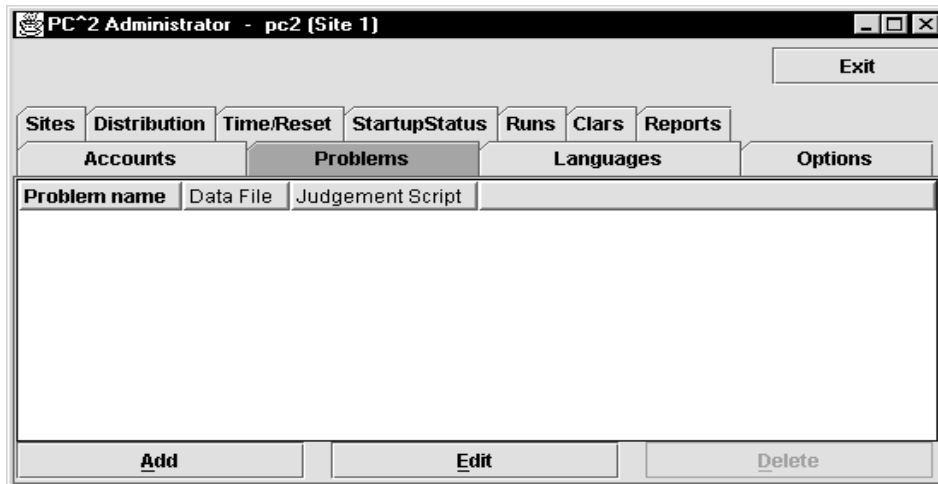 PC^2 Administrator - pc2 (Site 1)
Exit
Sites Distribution Time/Reset StartupStatus Runs Clars Reports
Accounts Problems Languages Options
Problem name Data File Judgement Script
Add Edit Delete